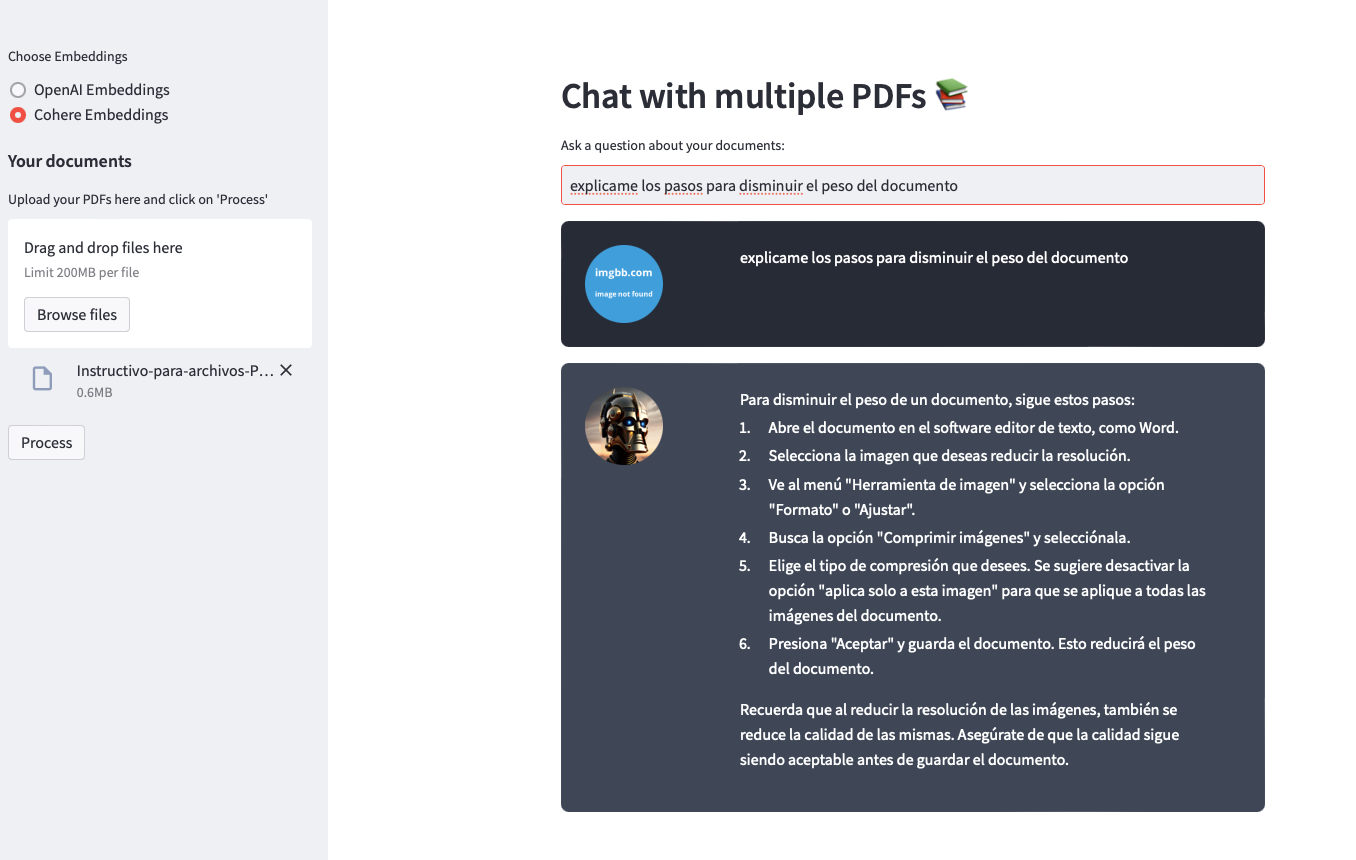 Choose Embeddings
OpenAI Embeddings
Cohere Embeddings
Your documents
Upload your PDFs here and click on 'Process'
Drag and drop files here
Limit 200MB per file
Browse files
Instructivo-para-archivos-P...
0.6MB
Process
Chat with multiple PDFs
Ask a question about your documents:
explicame los pasos para disminuir el peso del documento
imgbb.com
image not found
explicame los pasos para disminuir el peso del documento
Para disminuir el peso de un documento, sigue estos pasos:
1. Abre el documento en el software editor de texto, como Word.
2. Selecciona la imagen que deseas reducir la resolución.
3. Ve al menú "Herramienta de imagen" y selecciona la opción
"Formato" o "Ajustar".
4. Busca la opción "Comprimir imágenes" y selecciónala.
5. Elige el tipo de compresión que desees. Se sugiere desactivar la
opción "aplica solo a esta imagen" para que se aplique a todas las
imágenes del documento.
6. Presiona "Aceptar" y guarda el documento. Esto reducirá el peso
del documento.
Recuerda que al reducir la resolución de las imágenes, también se
reduce la calidad de las mismas. Asegúrate de que la calidad sigue
siendo aceptable antes de guardar el documento.